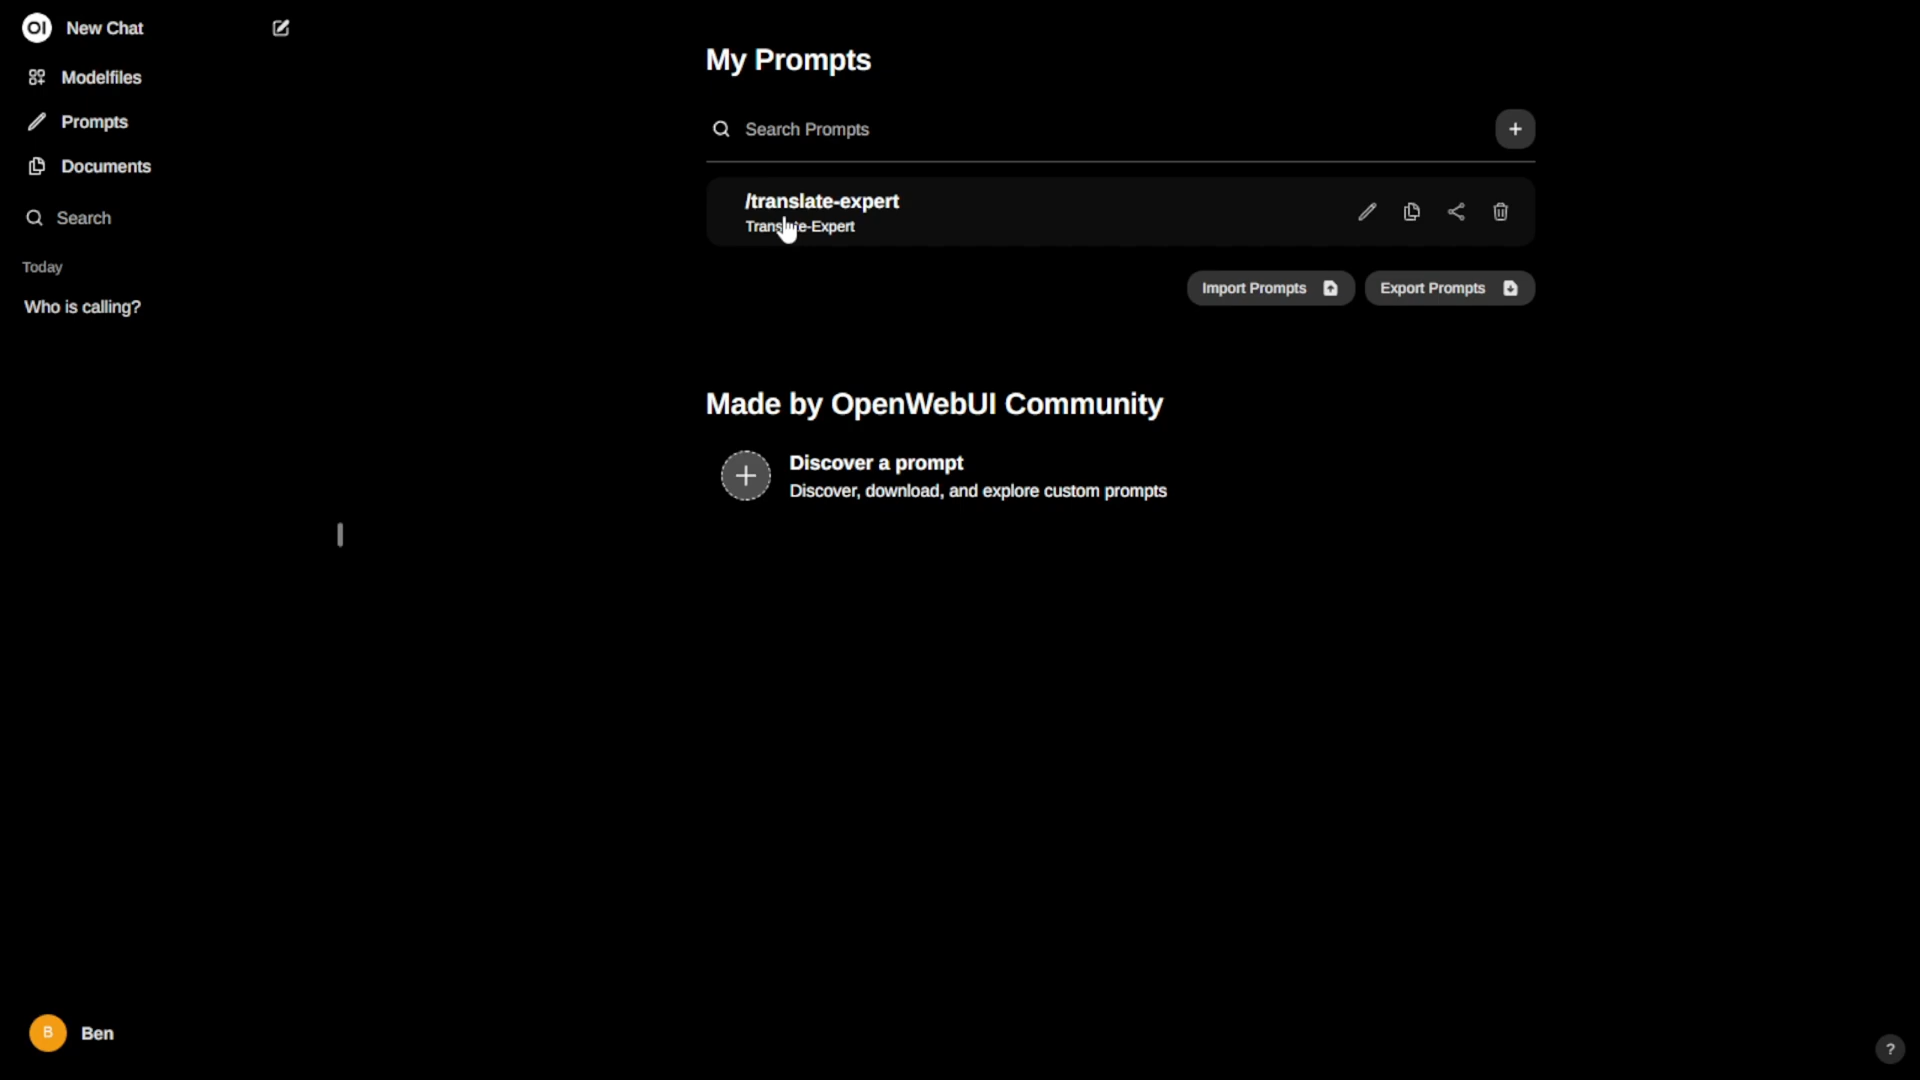 OI New Chat
Modelfiles
Prompts
Documents
Search
Today
Who is calling?
B Ben
My Prompts
Search Prompts
/translate-expert
Translate-Expert
Import Prompts
Export Prompts
Made by OpenWebUI Community
Discover a prompt
Discover, download, and explore custom prompts
?